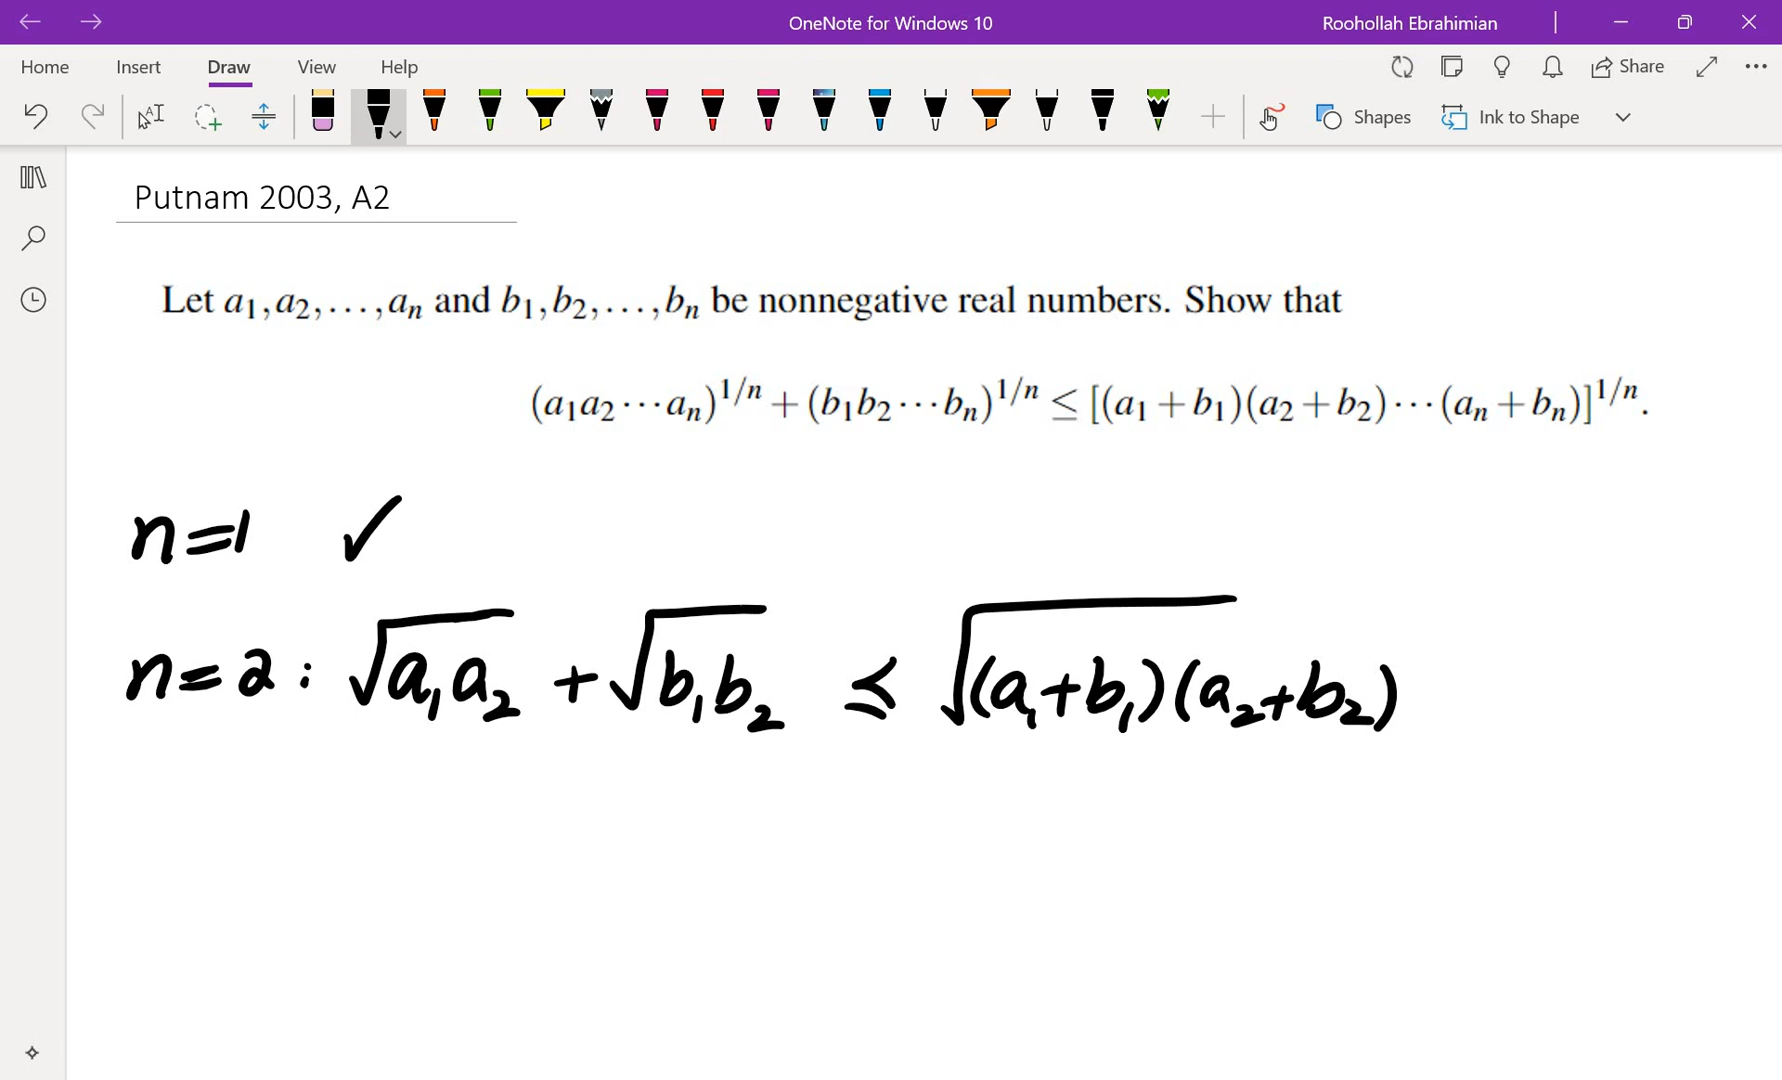 OneNote for Windows 10
Roohollah Ebrahimian
Home Insert Draw View Help
Share
Shapes Ink to Shape
Putnam 2003, A2
Let a₁,a₂,...,aₙ and b₁,b₂,...,bₙ be nonnegative real numbers. Show that
(a₁a₂⋯aₙ)^{1/n} + (b₁b₂⋯bₙ)^{1/n} ≤ [(a₁+b₁)(a₂+b₂)⋯(aₙ+bₙ)]^{1/n}.
n=1 ✓
n=2: √(a₁a₂) + √(b₁b₂) ≤ √((a₁+b₁)(a₂+b₂))